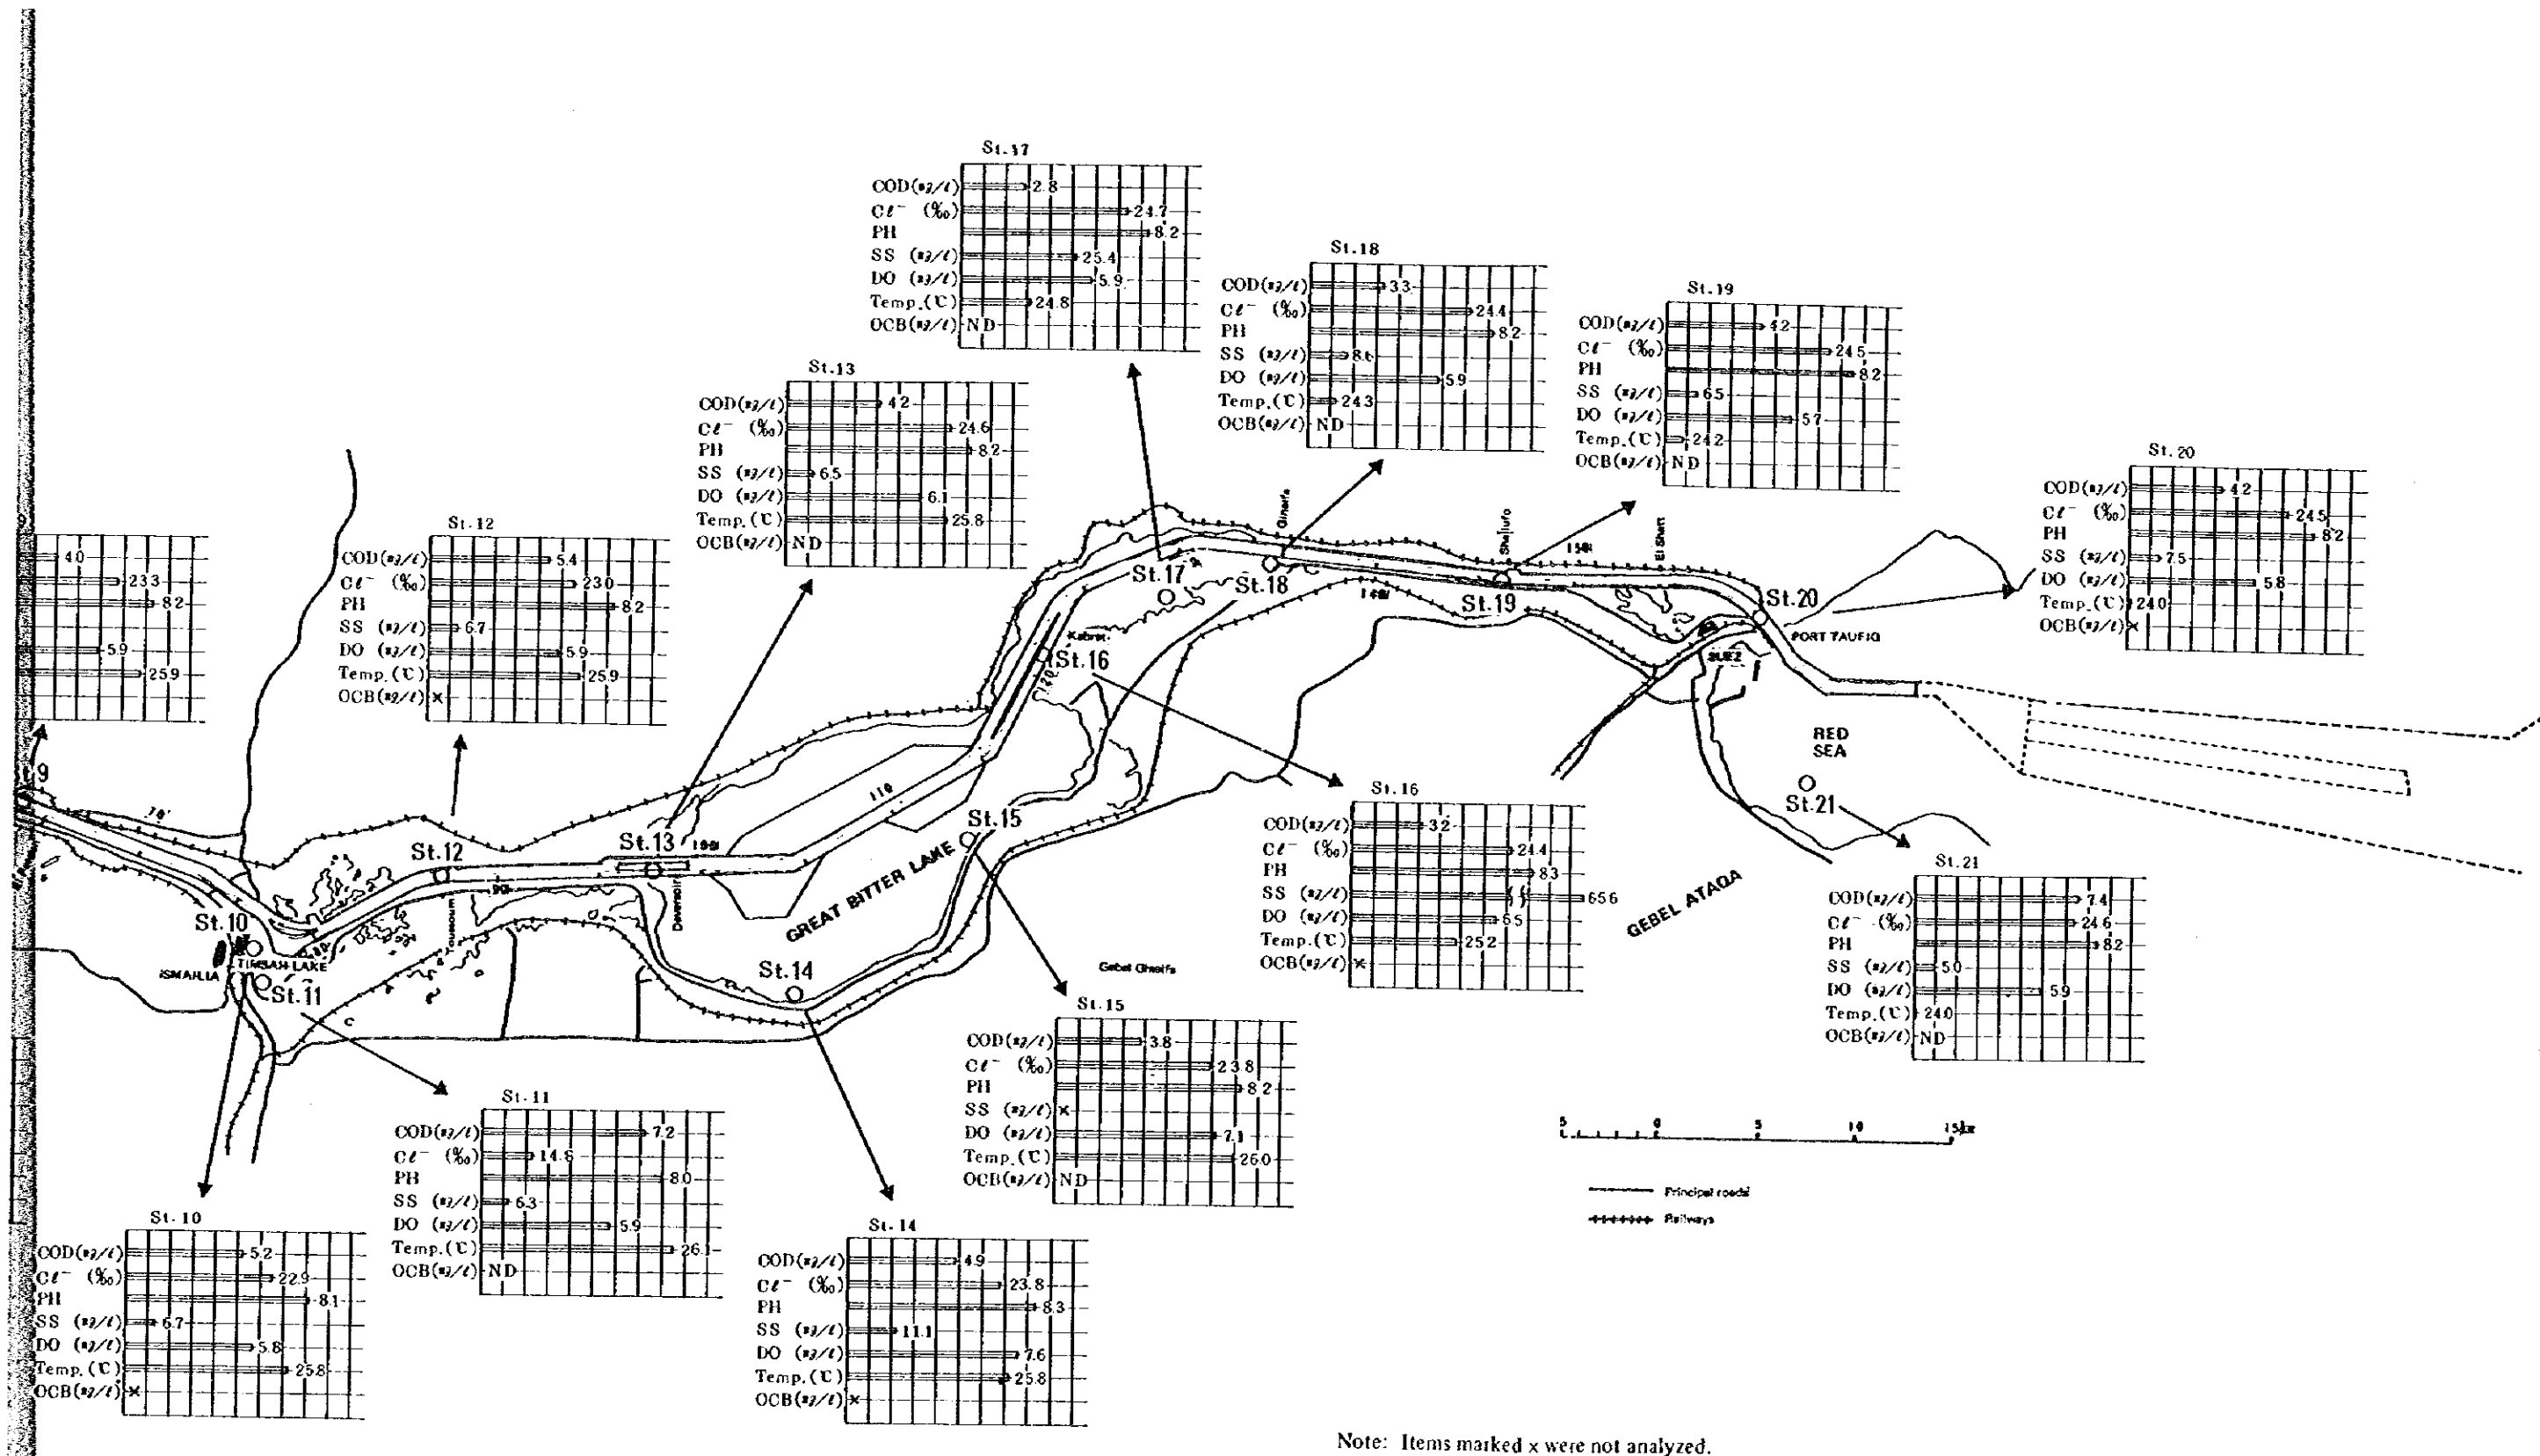 St.17
COD(mg/ℓ) 2.8
Cℓ⁻ (‰) 24.7
PH 8.2
SS (mg/ℓ) 25.4
DO (mg/ℓ) 5.9
Temp.(℃) 24.8
OCB(mg/ℓ) ND
St.18
COD(mg/ℓ) 3.3
Cℓ⁻ (‰) 24.4
PH 8.2
SS (mg/ℓ) 8.6
DO (mg/ℓ) 5.9
Temp.(℃) 24.3
OCB(mg/ℓ) ND
St.19
COD(mg/ℓ) 4.2
Cℓ⁻ (‰) 24.5
PH 8.2
SS (mg/ℓ) 6.5
DO (mg/ℓ) 5.7
Temp.(℃) 24.2
OCB(mg/ℓ) ND
St.13
COD(mg/ℓ) 4.2
Cℓ⁻ (‰) 24.6
PH 8.2
SS (mg/ℓ) 6.5
DO (mg/ℓ) 6.1
Temp.(℃) 25.8
OCB(mg/ℓ) ND
St.20
COD(mg/ℓ) 4.2
Cℓ⁻ (‰) 24.5
PH 8.2
SS (mg/ℓ) 7.5
DO (mg/ℓ) 5.8
Temp.(℃) 24.0
OCB(mg/ℓ) ×
9
4.0
23.3
8.2
5.9
25.9
St.12
COD(mg/ℓ) 5.4
Cℓ⁻ (‰) 23.0
PH 8.2
SS (mg/ℓ) 6.7
DO (mg/ℓ) 5.9
Temp.(℃) 25.9
OCB(mg/ℓ) ×
Gineifa
Shallufo
El Shatt
150
St.17
St.18
140
St.19
St.20
PORT TAUFIQ
SUEZ
Kabret
St.16
120
RED
SEA
St.21
9
70
110
St.12
St.13
100
90
80
Toussoum
Deversoir
St.15
GREAT BITTER LAKE
GEBEL ATAQA
St.10
ISMAILIA
TIMSAH LAKE
St.11
St.14
St.16
COD(mg/ℓ) 3.2
Cℓ⁻ (‰) 24.4
PH 8.3
SS (mg/ℓ) 65.6
DO (mg/ℓ) 6.5
Temp.(℃) 25.2
OCB(mg/ℓ) ×
St.21
COD(mg/ℓ) 7.4
Cℓ⁻ (‰) 24.6
PH 8.2
SS (mg/ℓ) 5.0
DO (mg/ℓ) 5.9
Temp.(℃) 24.0
OCB(mg/ℓ) ND
St.15
COD(mg/ℓ) 3.8
Cℓ⁻ (‰) 23.8
PH 8.2
SS (mg/ℓ) ×
DO (mg/ℓ) 7.1
Temp.(℃) 26.0
OCB(mg/ℓ) ND
St.11
COD(mg/ℓ) 7.2
Cℓ⁻ (‰) 14.8
PH 8.0
SS (mg/ℓ) 6.3
DO (mg/ℓ) 5.9
Temp.(℃) 26.1
OCB(mg/ℓ) ND
St.10
COD(mg/ℓ) 5.2
Cℓ⁻ (‰) 22.9
PH 8.1
SS (mg/ℓ) 6.7
DO (mg/ℓ) 5.8
Temp.(℃) 25.8
OCB(mg/ℓ) ×
St.14
COD(mg/ℓ) 4.9
Cℓ⁻ (‰) 23.8
PH 8.3
SS (mg/ℓ) 11.1
DO (mg/ℓ) 7.6
Temp.(℃) 25.8
OCB(mg/ℓ) ×
5 0 5 10 15km
Principal roads
Railways
Note: Items marked x were not analyzed.